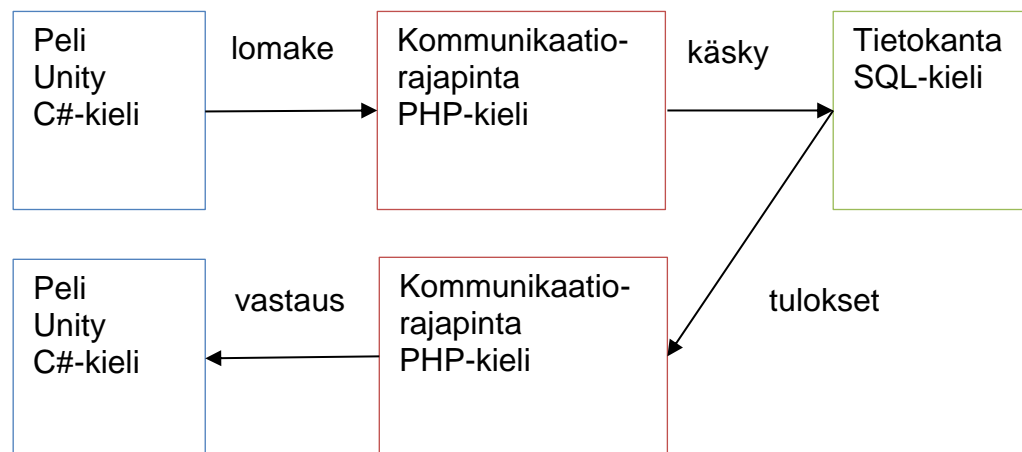 Peli
Unity
C#-kieli
lomake
Kommunikaatio-
rajapinta
PHP-kieli
käsky
Tietokanta
SQL-kieli
Peli
Unity
C#-kieli
vastaus
Kommunikaatio-
rajapinta
PHP-kieli
tulokset